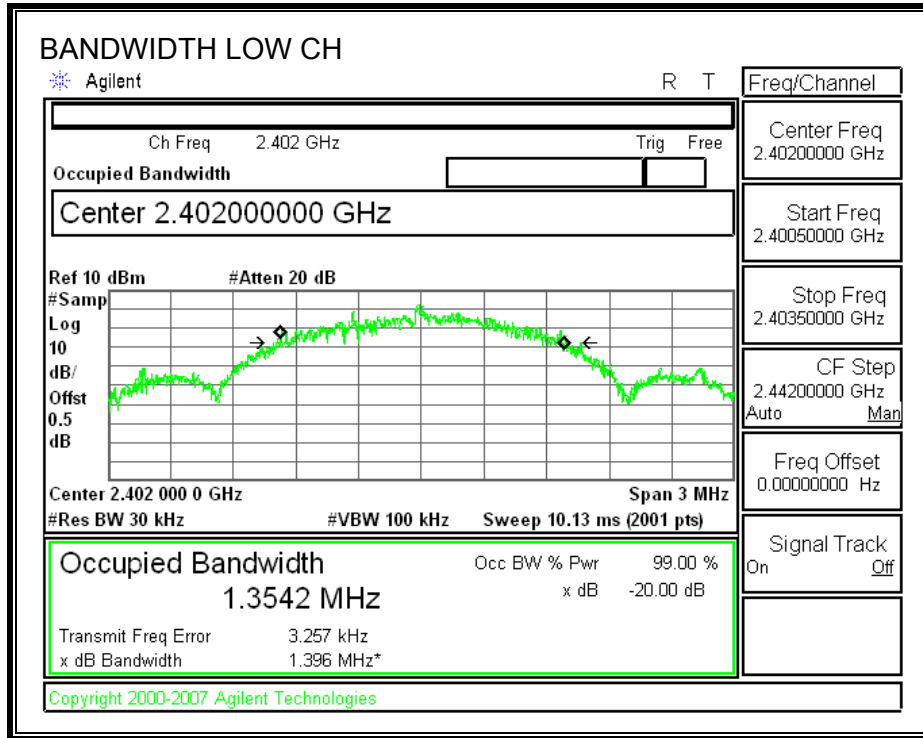 BANDWIDTH LOW CH
Agilent R T
Ch Freq 2.402 GHz Trig Free
Occupied Bandwidth
Center 2.402000000 GHz
Ref 10 dBm #Atten 20 dB
#Samp
Log
10
dB/
Offst
0.5
dB
Center 2.402 000 0 GHz Span 3 MHz
#Res BW 30 kHz #VBW 100 kHz Sweep 10.13 ms (2001 pts)
Occupied Bandwidth Occ BW % Pwr 99.00 %
1.3542 MHz x dB -20.00 dB
Transmit Freq Error 3.257 kHz
x dB Bandwidth 1.396 MHz*
Copyright 2000-2007 Agilent Technologies
Freq/Channel
Center Freq
2.40200000 GHz
Start Freq
2.40050000 GHz
Stop Freq
2.40350000 GHz
CF Step
2.44200000 GHz
Auto Man
Freq Offset
0.00000000 Hz
Signal Track
On Off